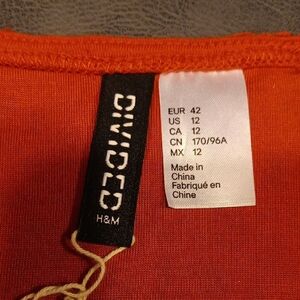 DIVIDED
H&M
EUR 42
US 12
CA 12
CN 170/96A
MX 12
Made in
China
Fabriqué en
Chine